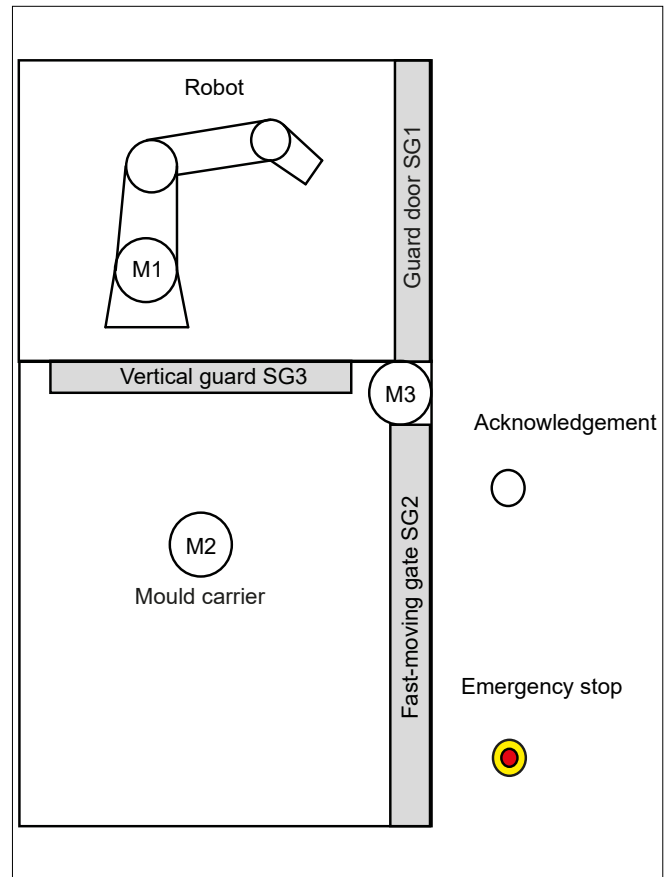 Robot
Guard door SG1
M1
Vertical guard SG3
M3
Acknowledgement
M2
Mould carrier
Fast-moving gate SG2
Emergency stop